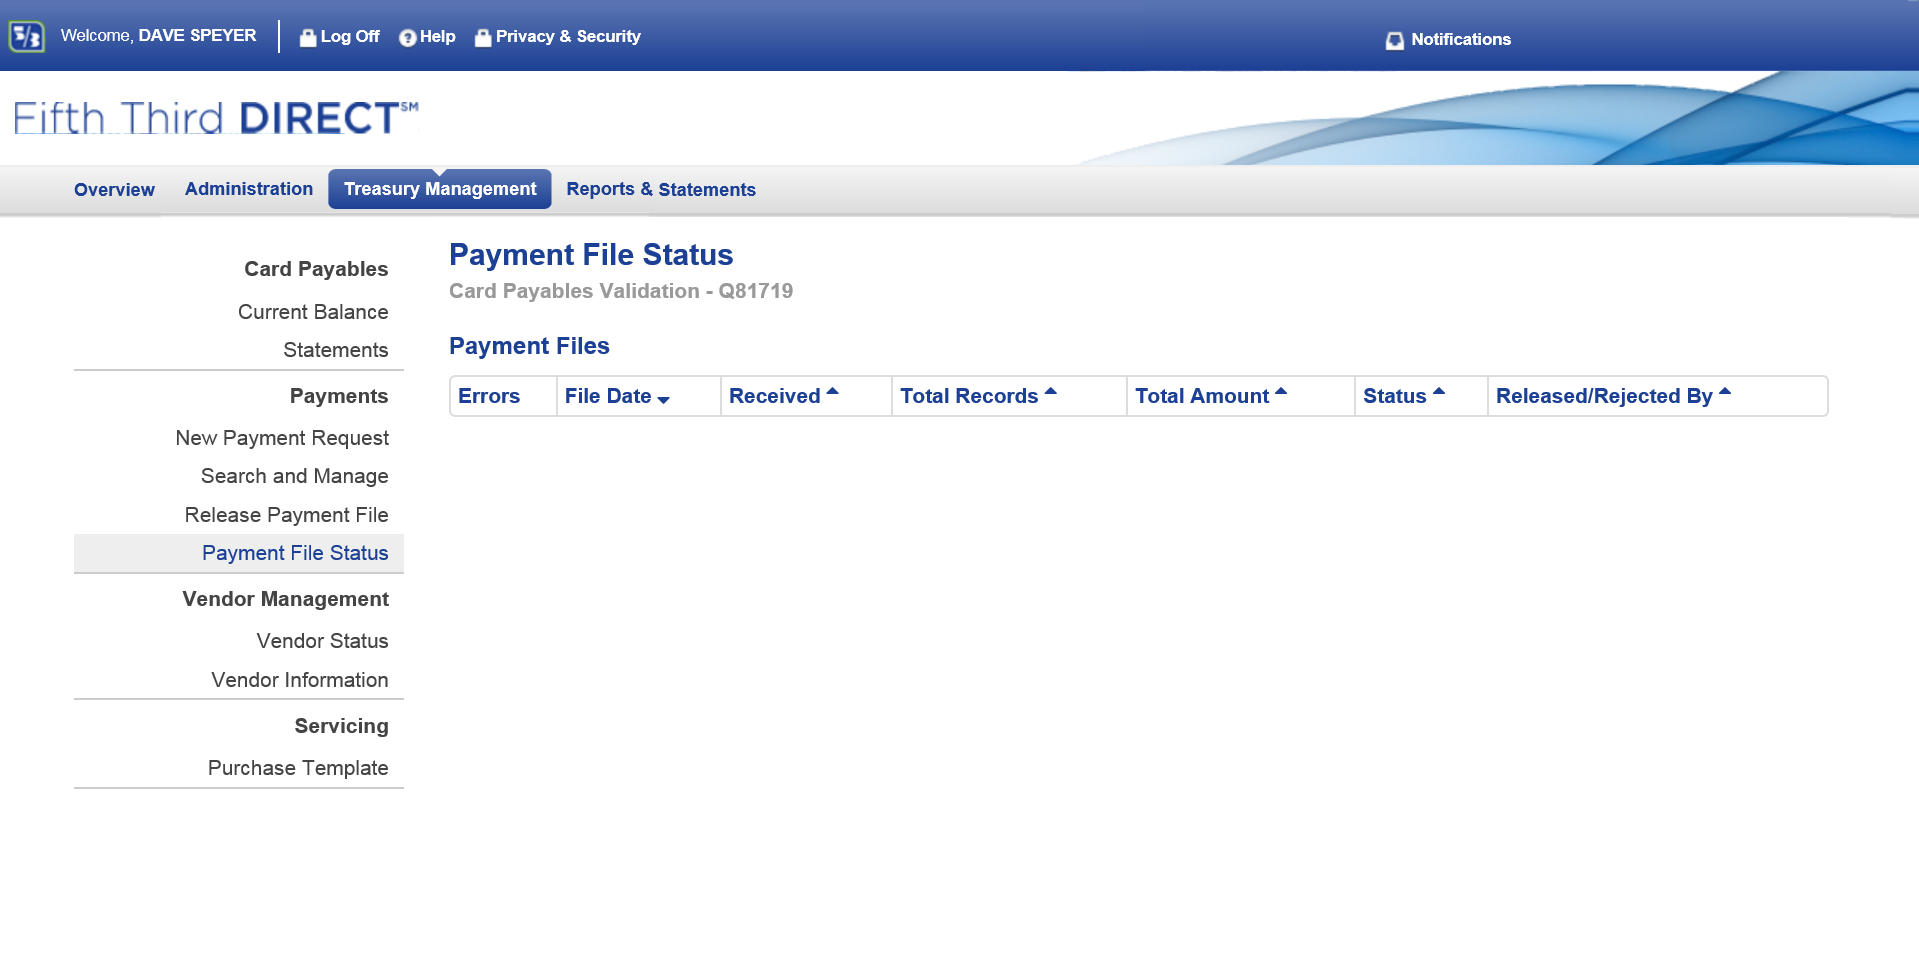 5/3 Welcome, DAVE SPEYER Log Off Help Privacy & Security Notifications
Fifth Third DIRECT℠
Overview Administration Treasury Management Reports & Statements
Card Payables
Current Balance
Statements
Payments
New Payment Request
Search and Manage
Release Payment File
Payment File Status
Vendor Management
Vendor Status
Vendor Information
Servicing
Purchase Template
Payment File Status
Card Payables Validation - Q81719
Payment Files
Errors File Date Received Total Records Total Amount Status Released/Rejected By